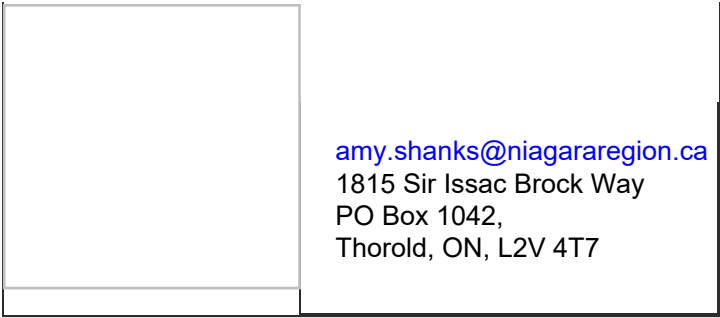 amy.shanks@niagararegion.ca
1815 Sir Issac Brock Way
PO Box 1042,
Thorold, ON, L2V 4T7